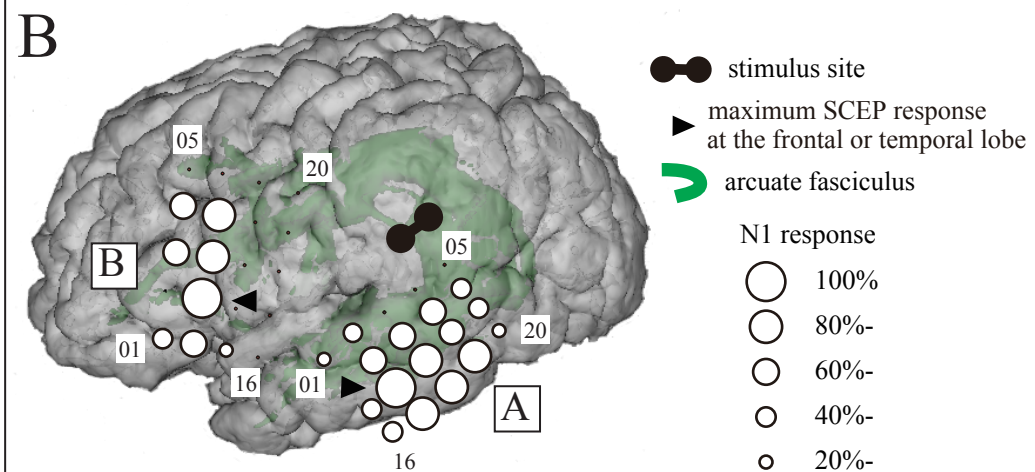 B
stimulus site
maximum SCEP response
at the frontal or temporal lobe
arcuate fasciculus
N1 response
100%
80%-
60%-
40%-
20%-
05
20
B
05
01
16
01
20
A
16